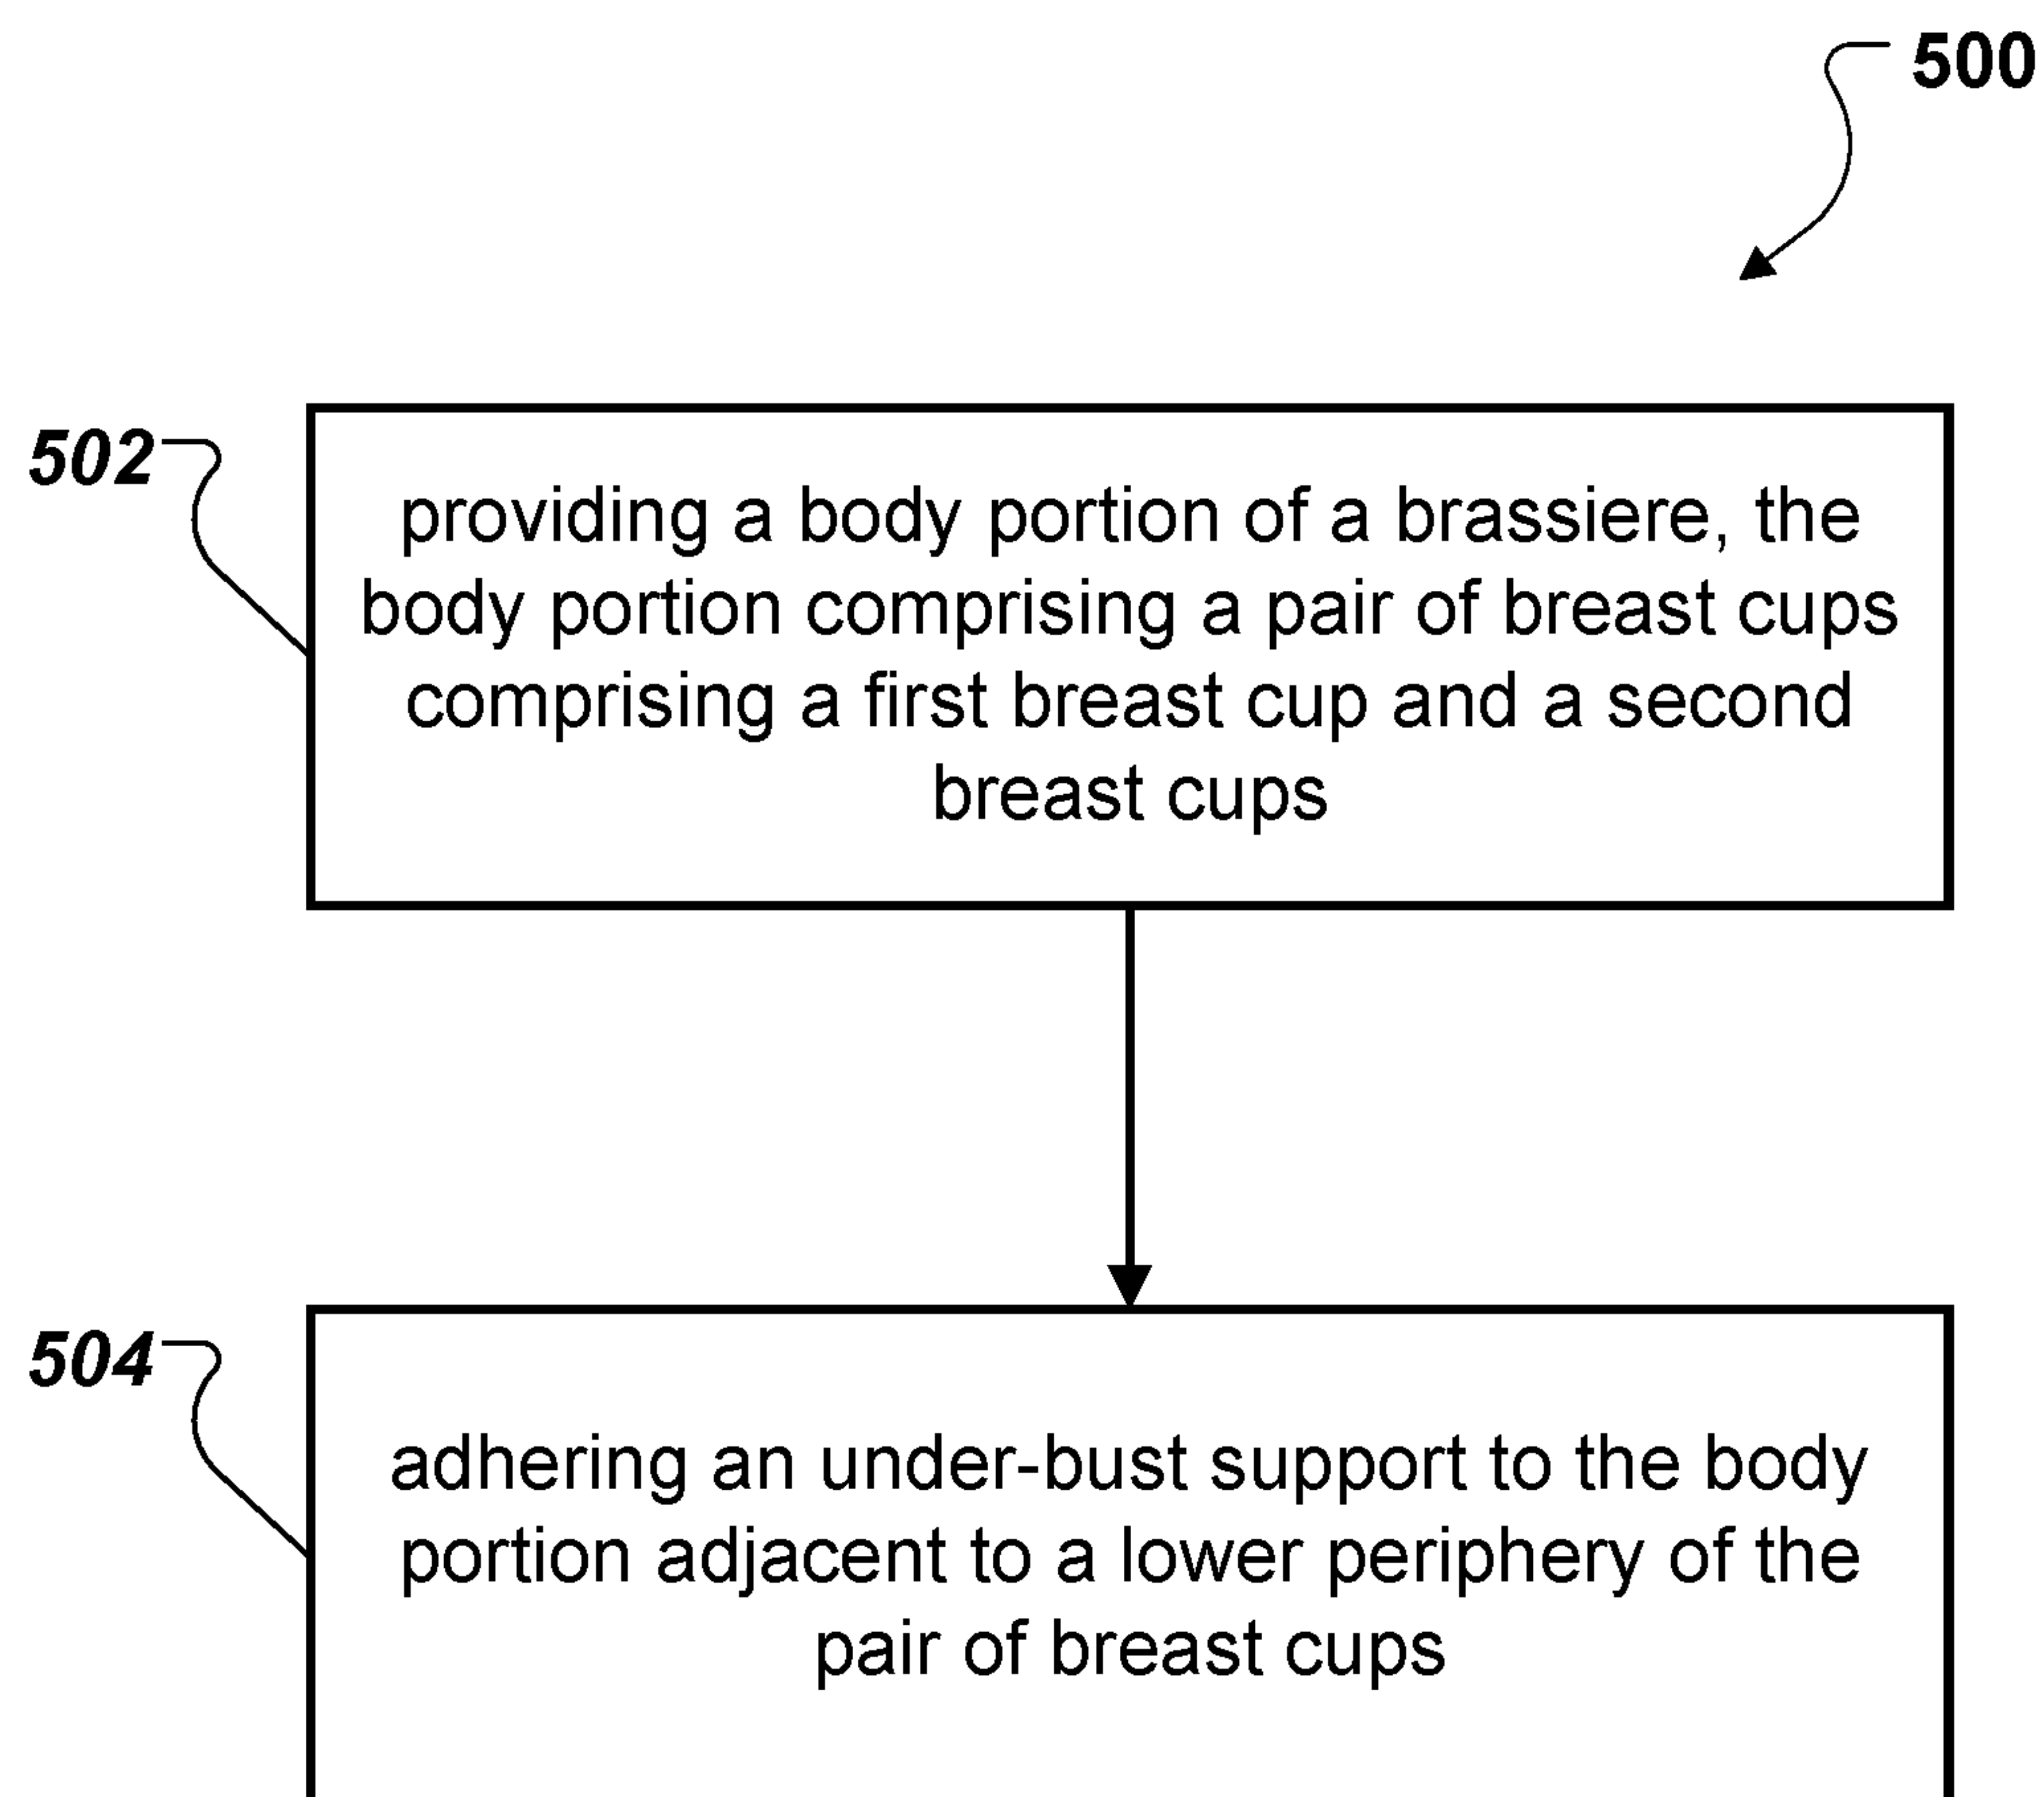 500
502
providing a body portion of a brassiere, the
body portion comprising a pair of breast cups
comprising a first breast cup and a second
breast cups
504
adhering an under-bust support to the body
portion adjacent to a lower periphery of the
pair of breast cups